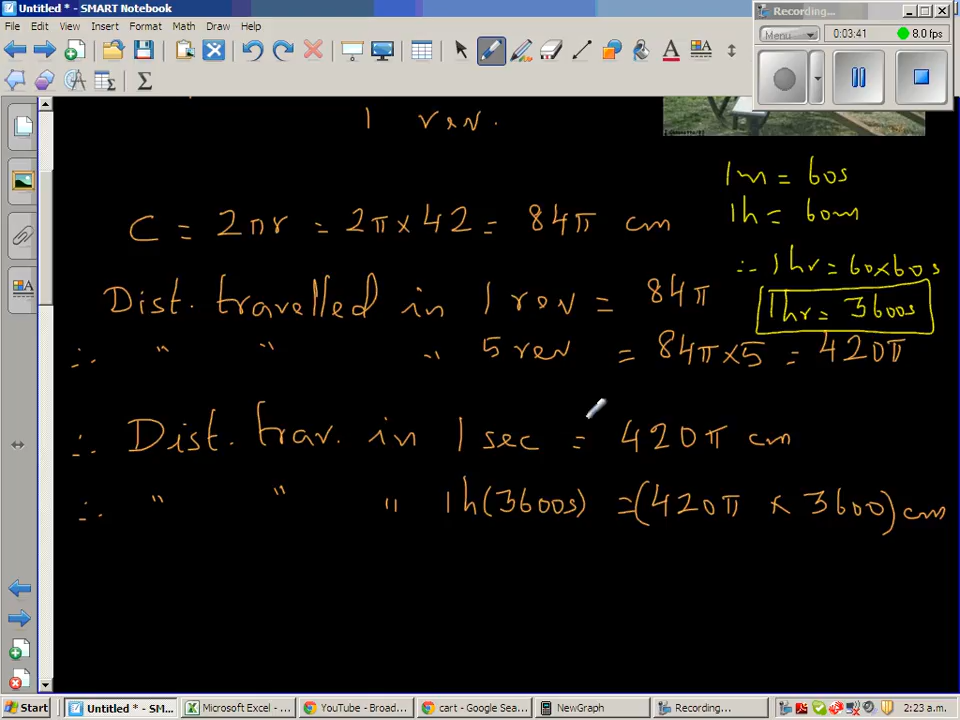 Untitled * - SMART Notebook
File Edit View Insert Format Math Draw Help
Recording...
Menu
0:03:41
8.0 fps
1 rev.
1m = 60s
1h = 60m
∴ 1hr = 60×60s
1hr = 3600s
C = 2πr = 2π×42 = 84π cm
Dist. travelled in 1 rev = 84π
∴ " " " 5 rev = 84π×5 = 420π
∴ Dist. trav. in 1 sec = 420π cm
∴ " " " 1h(3600s) = (420π × 3600) cm
Start
Untitled * - SM...
Microsoft Excel - ...
YouTube - Broad...
cart - Google Sea...
NewGraph
Recording...
2:23 a.m.